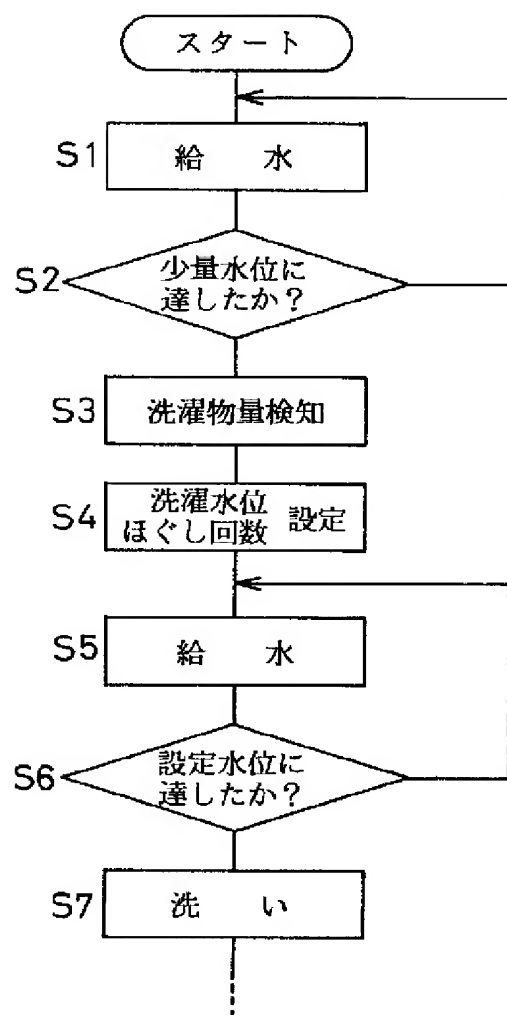 スタート
S1 給 水
S2 少量水位に
達したか?
S3 洗濯物量検知
S4 洗濯水位
ほぐし回数 設定
S5 給 水
S6 設定水位に
達したか?
S7 洗 い